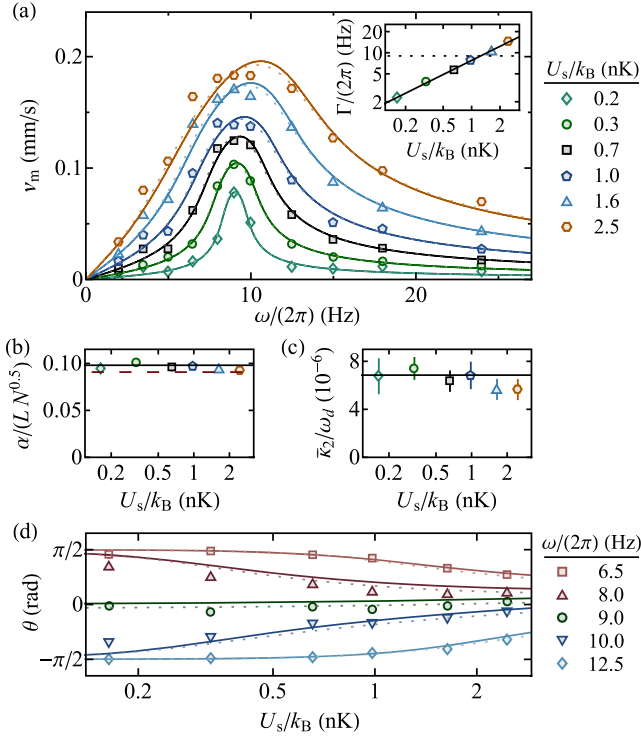 (a)
0.2
0.1
0
v_m (mm/s)
0 10 20
ω/(2π) (Hz)
Γ/(2π) (Hz)
10
5
2
0.2 0.5 1 2
U_s/k_B (nK)
U_s/k_B (nK)
0.2
0.3
0.7
1.0
1.6
2.5
(b)
α/(L N^0.5)
0.10
0.05
0.00
0.2 0.5 1 2
U_s/k_B (nK)
(c)
κ̄_2/ω_d (10^−6)
8
6
4
2
0
0.2 0.5 1 2
U_s/k_B (nK)
(d)
θ (rad)
π/2
0
−π/2
0.2 0.5 1 2
U_s/k_B (nK)
ω/(2π) (Hz)
6.5
8.0
9.0
10.0
12.5